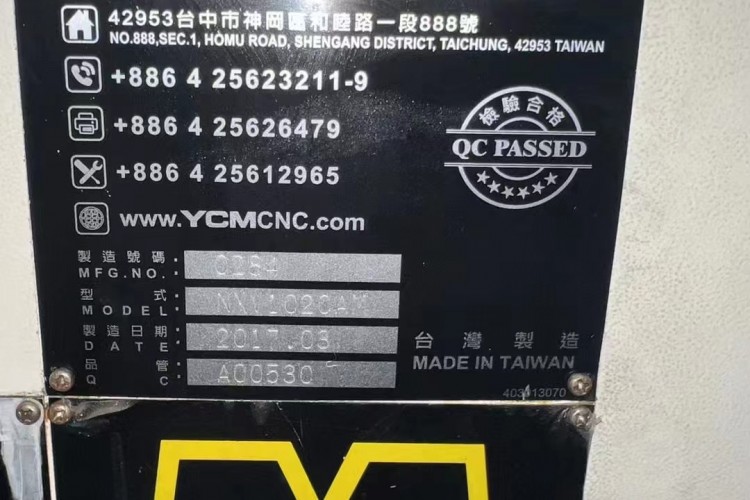 42953台中市神岡區和睦路一段888號
NO.888,SEC.1, HOMU ROAD, SHENGANG DISTRICT, TAICHUNG, 42953 TAIWAN
+886 4 25623211-9
+886 4 25626479
+886 4 25612965
www.YCMCNC.com
檢驗合格
QC PASSED
製造號碼:
MFG.NO.
0254
型式:
MODEL
製造日期:
DATE
2017.03
品管:
Q C
A00530
台灣製造
MADE IN TAIWAN